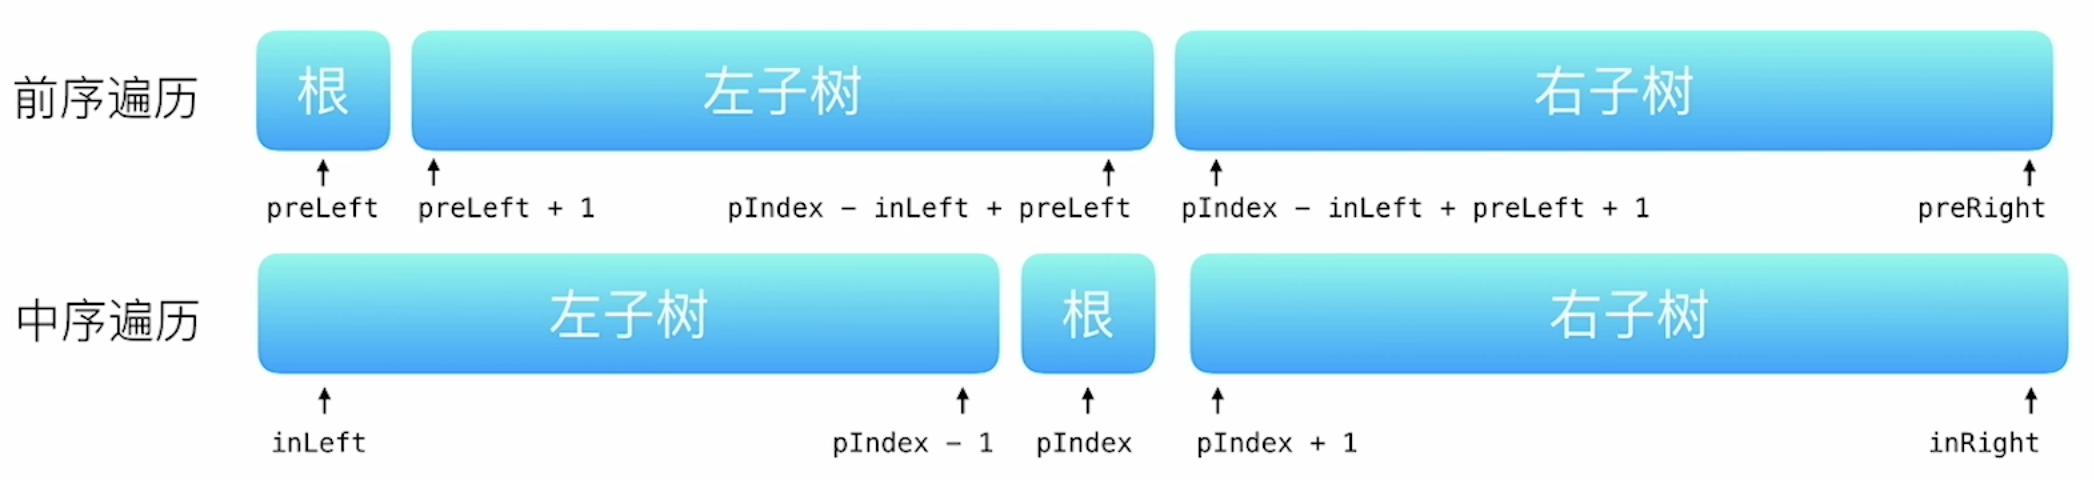 前序遍历 根 左子树 右子树
preLeft preLeft + 1 pIndex - inLeft + preLeft pIndex - inLeft + preLeft + 1 preRight
中序遍历 左子树 根 右子树
inLeft pIndex - 1 pIndex pIndex + 1 inRight